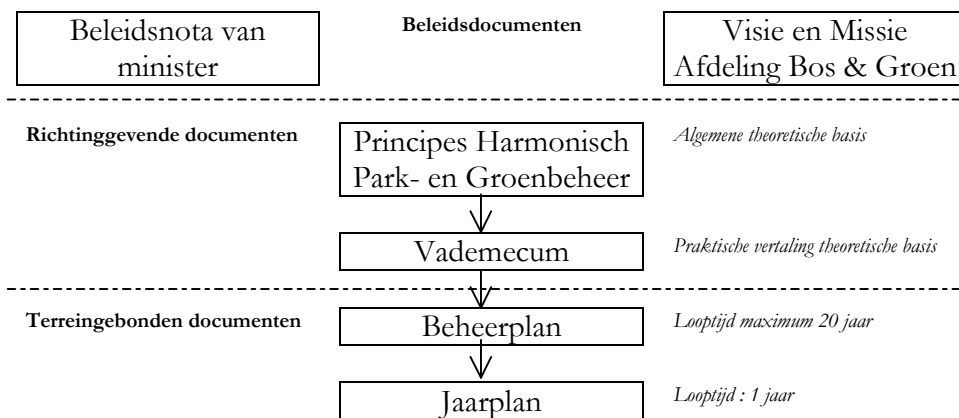 Beleidsnota van
minister
Beleidsdocumenten
Visie en Missie
Afdeling Bos & Groen
Richtinggevende documenten
Principes Harmonisch
Park- en Groenbeheer
Algemene theoretische basis
Vademecum
Praktische vertaling theoretische basis
Terreingebonden documenten
Beheerplan
Looptijd maximum 20 jaar
Jaarplan
Looptijd : 1 jaar